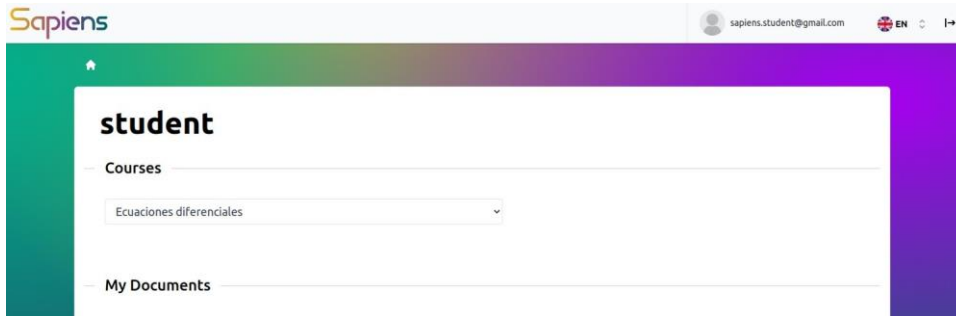 Sapiens
sapiens.student@gmail.com
EN
student
Courses
Ecuaciones diferenciales
My Documents